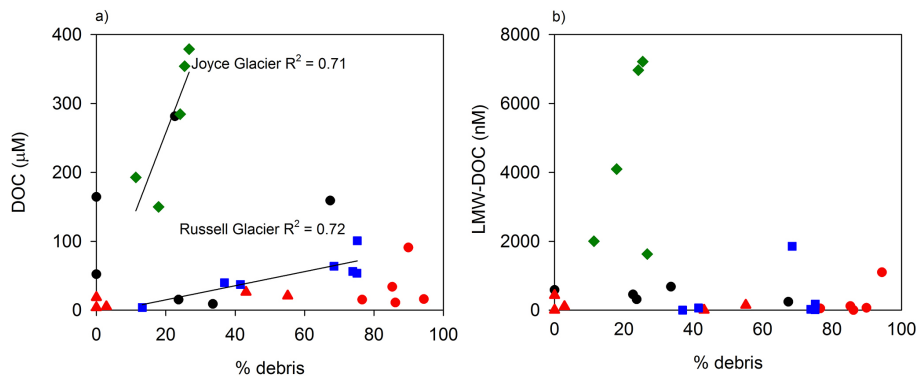 a)
400
300
200
100
0
DOC (μM)
Joyce Glacier R² = 0.71
Russell Glacier R² = 0.72
0 20 40 60 80 100
% debris
b)
8000
6000
4000
2000
0
LMW-DOC (nM)
0 20 40 60 80 100
% debris